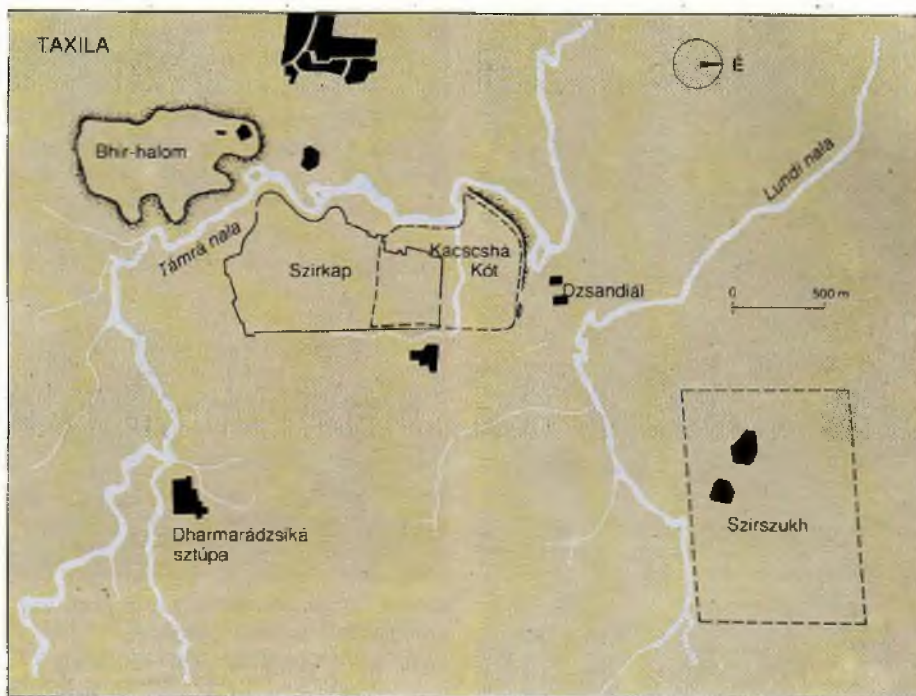 TAXILA
É
Bhir-halom
Lundi nala
Támrá nala
Kacscsha
Kót
Szirkap
Dzsandiál
0 500 m
Szirszukh
Dharmarádzsiká
sztúpa